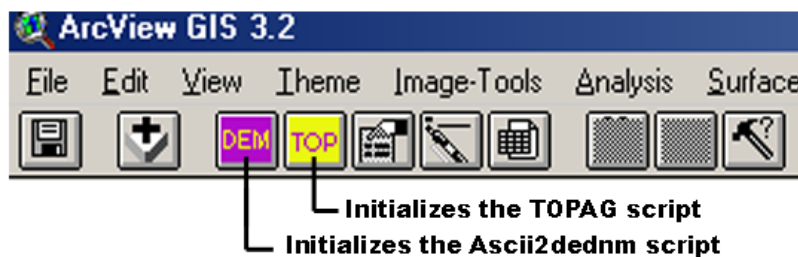 ArcView GIS 3.2
File Edit View Theme Image-Tools Analysis Surface
DEM TOP ?
Initializes the TOPAG script
Initializes the Ascii2dednm script